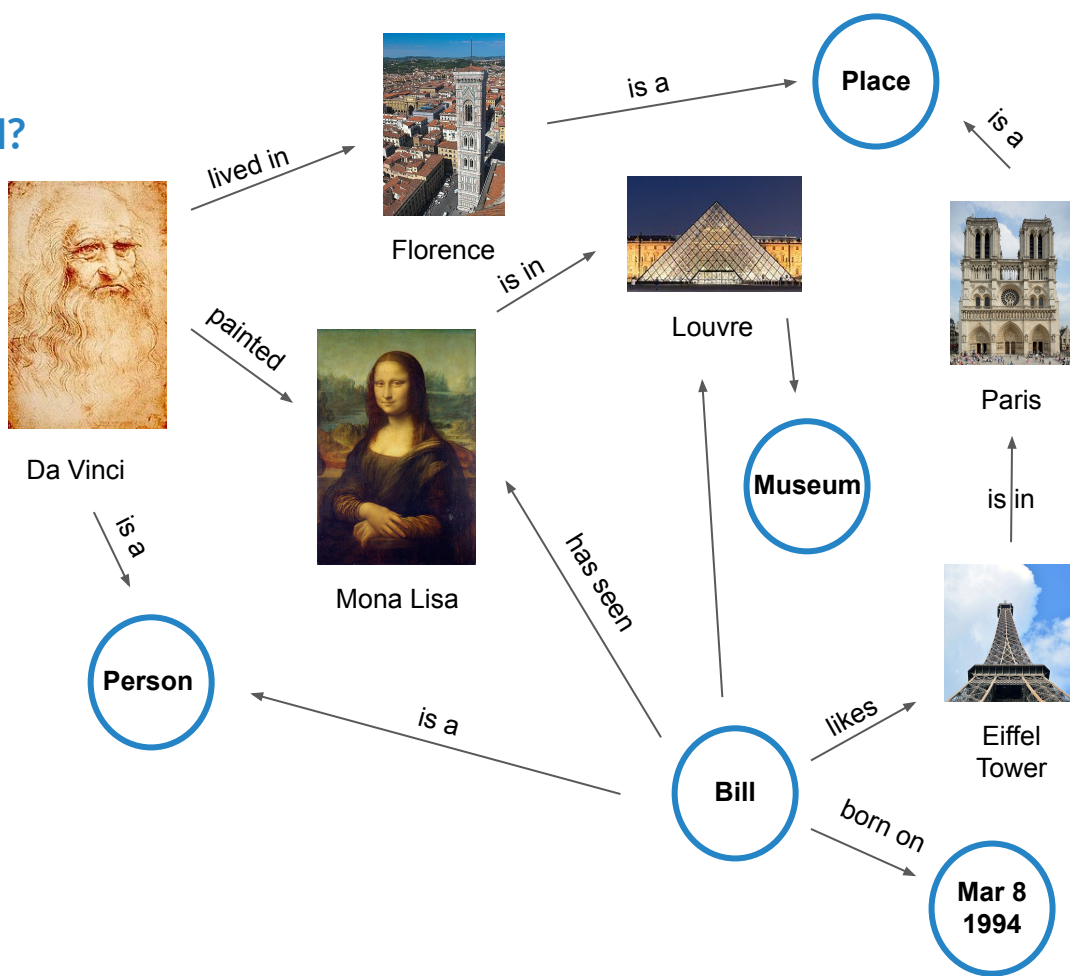 l?
Place
is a
is a
lived in
Florence
is in
Louvre
painted
Paris
Da Vinci
Museum
is in
is a
has seen
Mona Lisa
Person
is a
likes
Eiffel
Tower
Bill
born on
Mar 8
1994